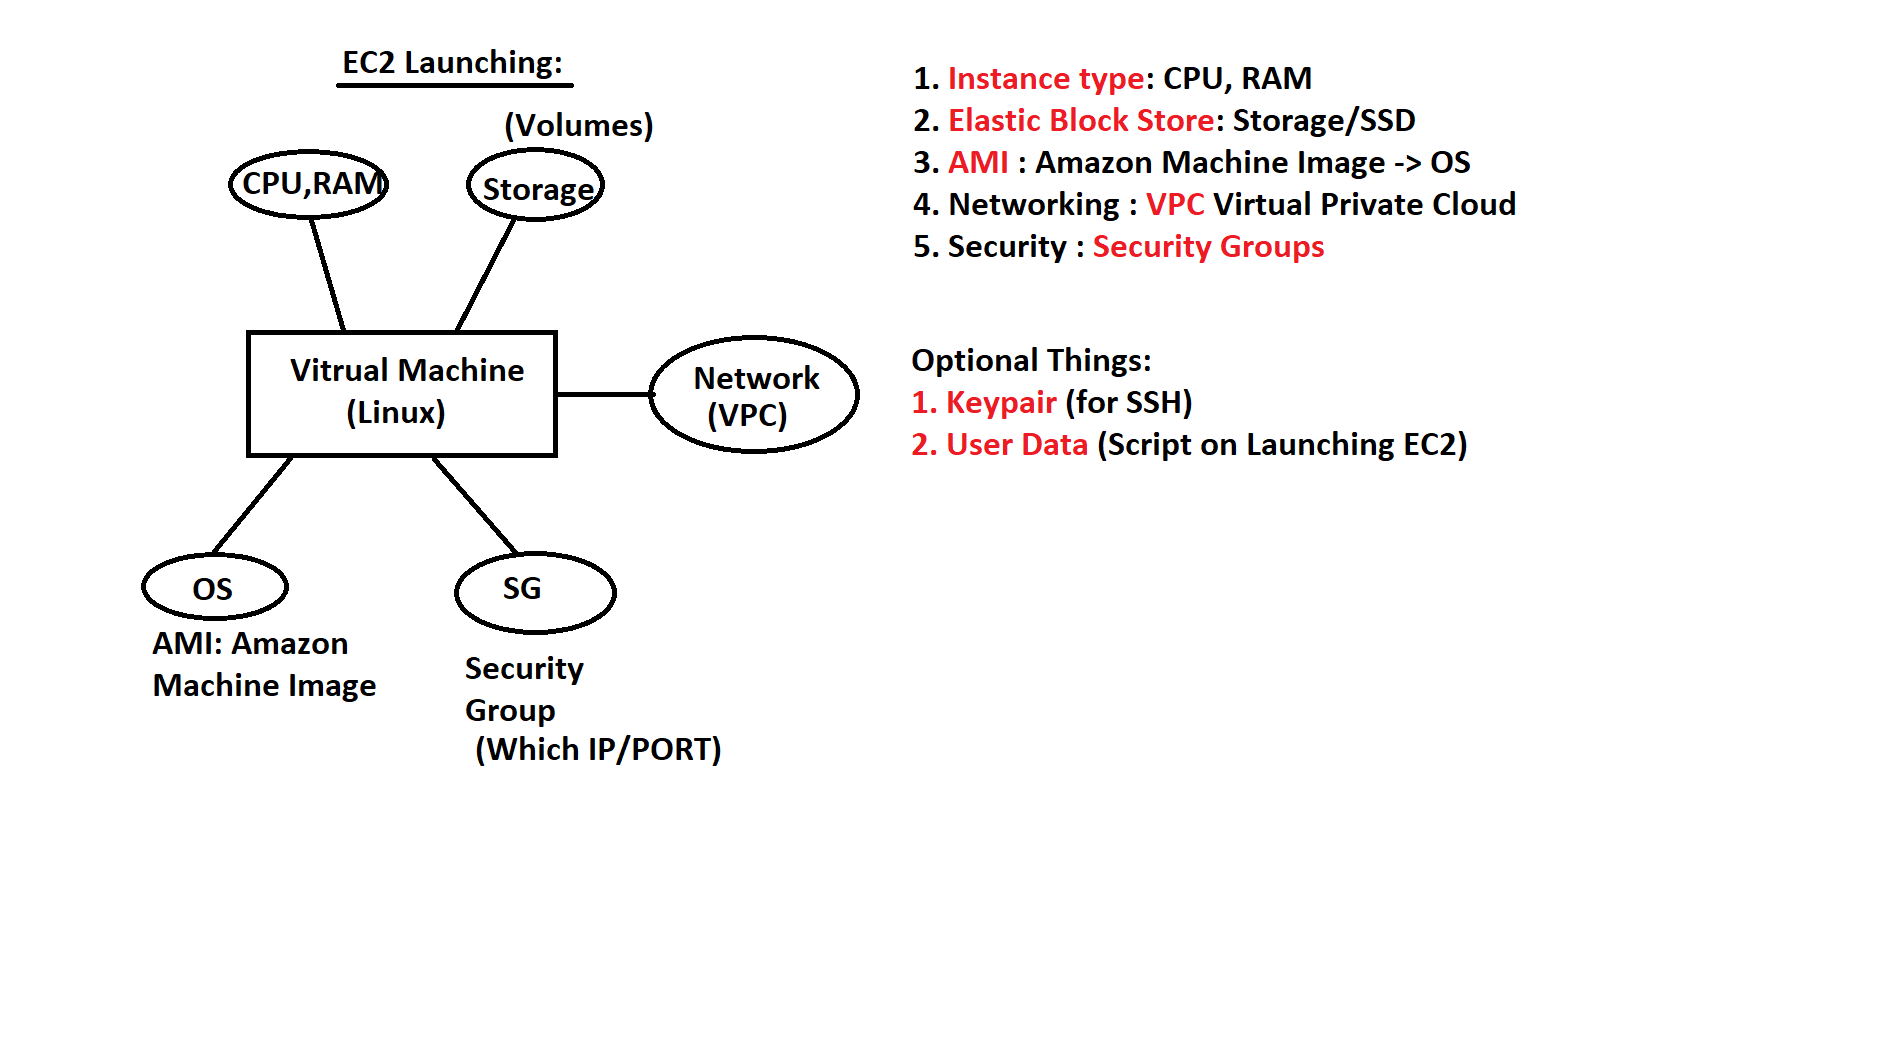 EC2 Launching:
(Volumes)
CPU,RAM
Storage
Vitrual Machine
(Linux)
Network
(VPC)
OS
AMI: Amazon
Machine Image
SG
Security
Group
(Which IP/PORT)
1. Instance type: CPU, RAM
2. Elastic Block Store: Storage/SSD
3. AMI : Amazon Machine Image -> OS
4. Networking : VPC Virtual Private Cloud
5. Security : Security Groups
Optional Things:
1. Keypair (for SSH)
2. User Data (Script on Launching EC2)